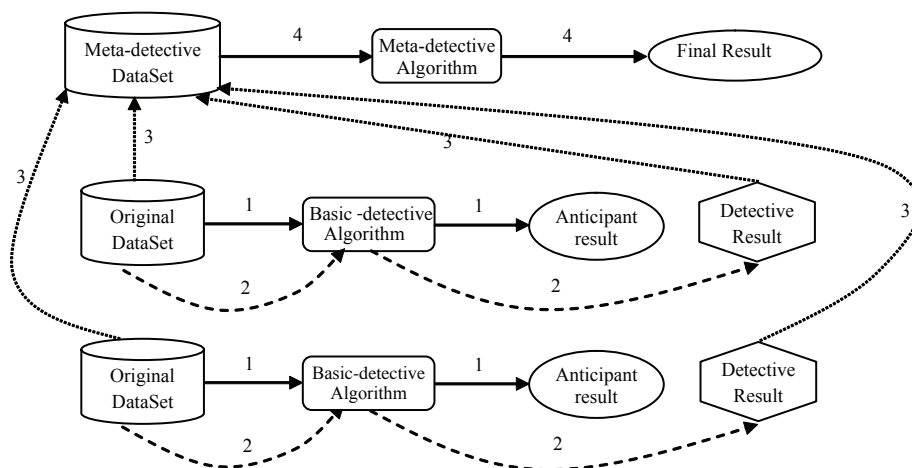 4
4
Meta-detective
DataSet
Meta-detective
Algorithm
Final Result
3
3
3
3
Original
DataSet
1
Basic -detective
Algorithm
1
Anticipant
result
Detective
Result
2
2
Original
DataSet
1
Basic-detective
Algorithm
1
Anticipant
result
Detective
Result
2
2